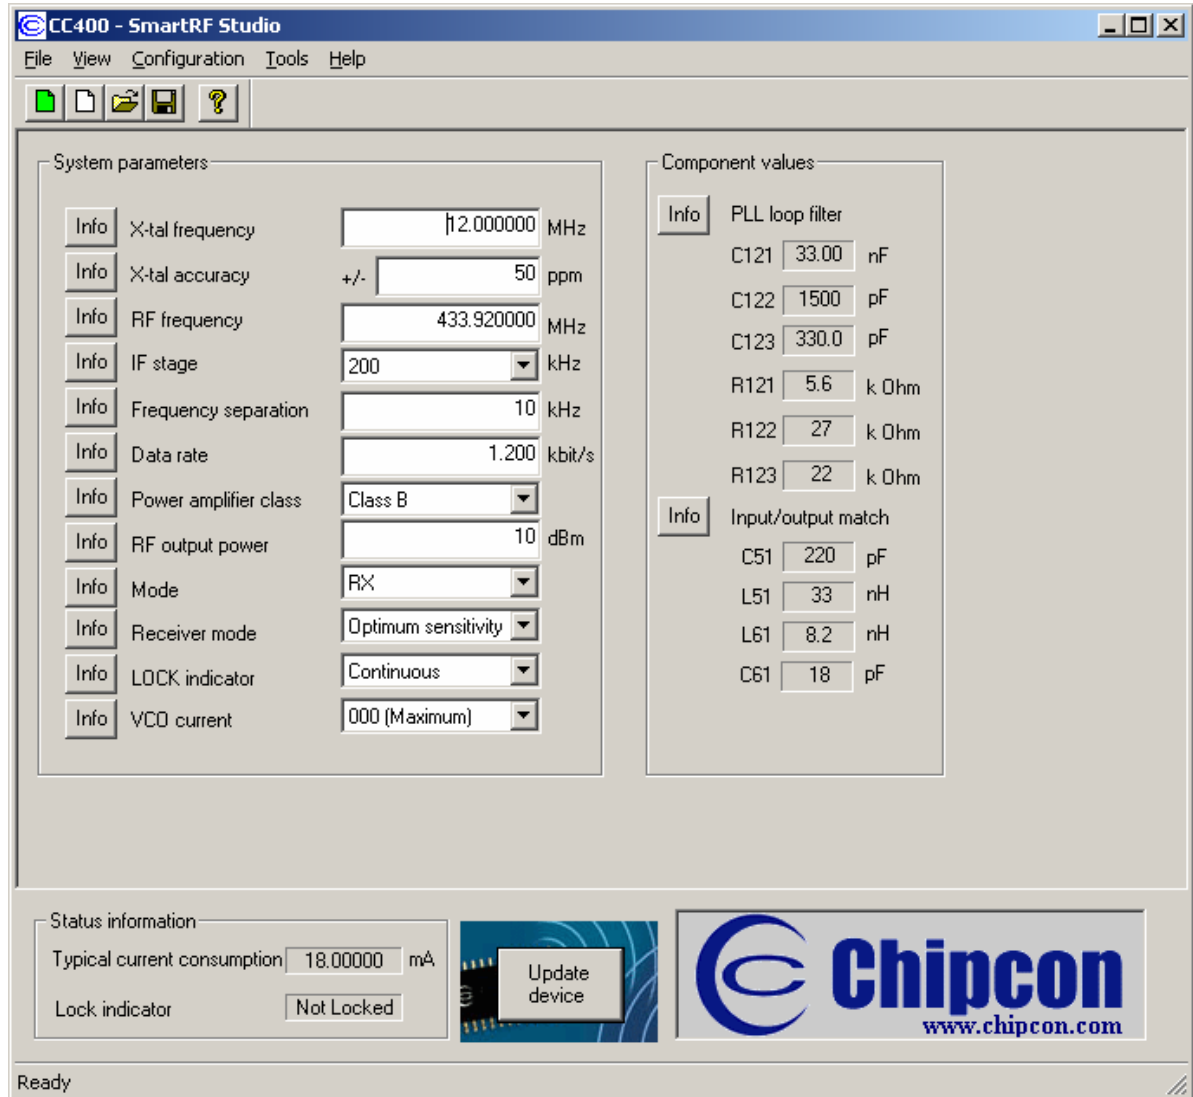 CC400 - SmartRF Studio
File View Configuration Tools Help
System parameters
Info X-tal frequency 12.000000 MHz
Info X-tal accuracy +/- 50 ppm
Info RF frequency 433.920000 MHz
Info IF stage 200 kHz
Info Frequency separation 10 kHz
Info Data rate 1.200 kbit/s
Info Power amplifier class Class B
Info RF output power 10 dBm
Info Mode RX
Info Receiver mode Optimum sensitivity
Info LOCK indicator Continuous
Info VCO current 000 (Maximum)
Component values
Info PLL loop filter
C121 33.00 nF
C122 1500 pF
C123 330.0 pF
R121 5.6 k Ohm
R122 27 k Ohm
R123 22 k Ohm
Info Input/output match
C51 220 pF
L51 33 nH
L61 8.2 nH
C61 18 pF
Status information
Typical current consumption 18.00000 mA
Lock indicator Not Locked
Update
device
Chipcon
www.chipcon.com
Ready